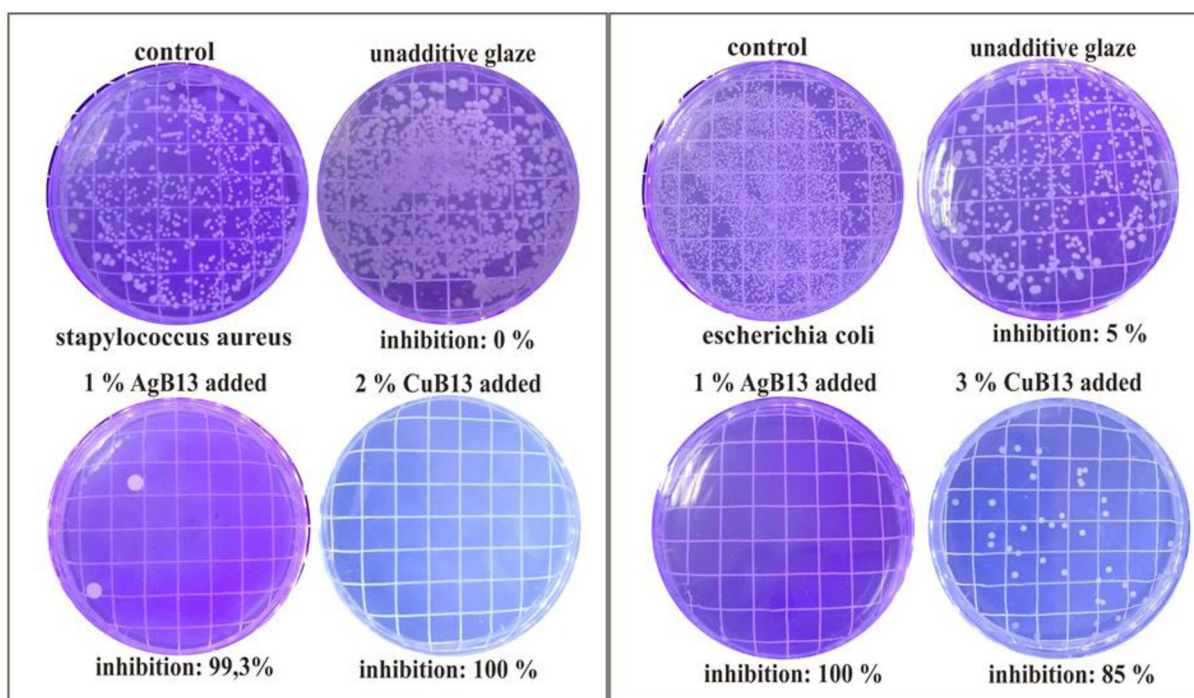 control
unadditive glaze
stapylococcus aureus
inhibition: 0 %
1 % AgB13 added
2 % CuB13 added
inhibition: 99,3%
inhibition: 100 %
control
unadditive glaze
escherichia coli
inhibition: 5 %
1 % AgB13 added
3 % CuB13 added
inhibition: 100 %
inhibition: 85 %